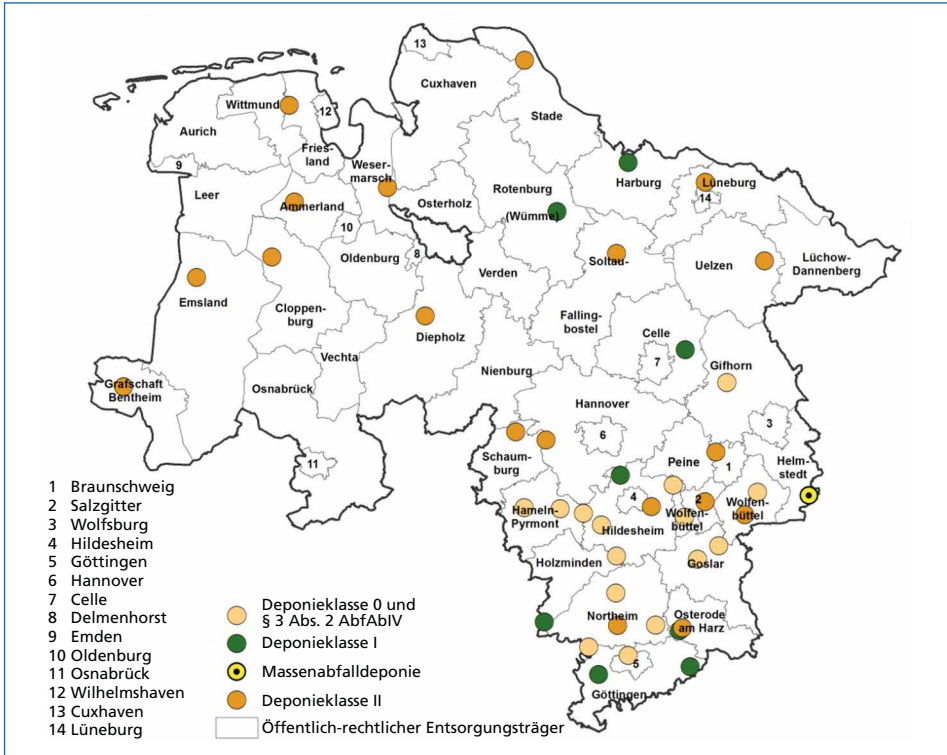 13
Cuxhaven
Wittmund
12
Stade
Aurich
Fries-
land
Weser-
marsch
9
Harburg
Lüneburg
14
Leer
Rotenburg
(Wümme)
Ammerland
Osterholz
10
8
Oldenburg
Soltau-
Uelzen
Lüchow-
Dannenberg
Verden
Emsland
Cloppen-
burg
Falling-
bostel
Celle
7
Diepholz
Vechta
Nienburg
Gifhorn
Grafschaft
Bentheim
Osnabrück
Hannover
6
3
11
Schaum-
burg
Peine
1
Helm-
stedt
4
2
Hameln-
Pyrmont
Hildesheim
Wolfen-
büttel
Wolfen-
büttel
Holzminden
Goslar
Northeim
Osterode
am Harz
5
Göttingen
1 Braunschweig
2 Salzgitter
3 Wolfsburg
4 Hildesheim
5 Göttingen
6 Hannover
7 Celle
8 Delmenhorst
9 Emden
10 Oldenburg
11 Osnabrück
12 Wilhelmshaven
13 Cuxhaven
14 Lüneburg
Deponieklasse 0 und
§ 3 Abs. 2 AbfAblV
Deponieklasse I
Massenabfalldeponie
Deponieklasse II
Öffentlich-rechtlicher Entsorgungsträger